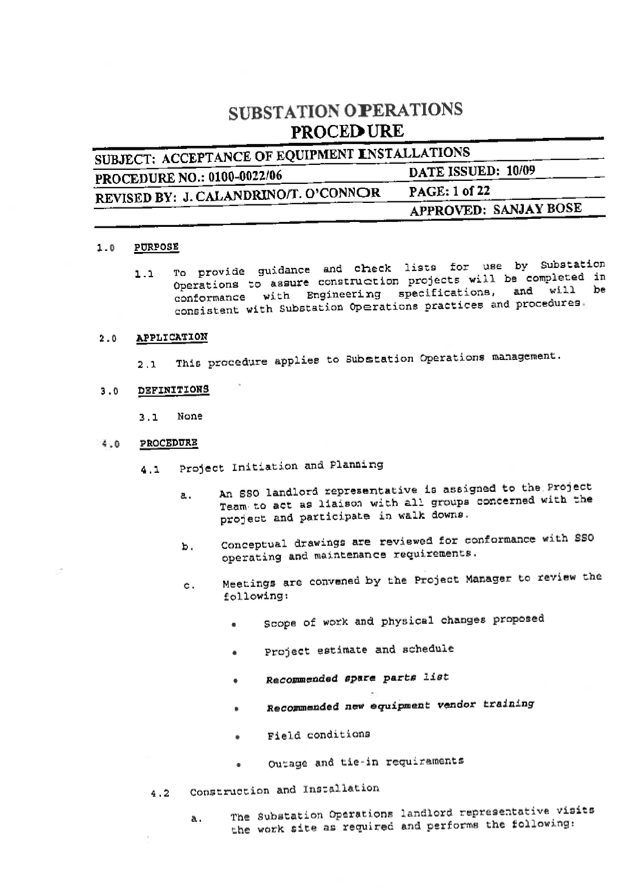 SUBSTATION OPERATIONS
PROCEDURE
SUBJECT: ACCEPTANCE OF EQUIPMENT INSTALLATIONS
PROCEDURE NO.: 0100-0022/06 DATE ISSUED: 10/09
REVISED BY: J. CALANDRINO/T. O'CONNOR PAGE: 1 of 22
APPROVED: SANJAY BOSE
1.0 PURPOSE
1.1 To provide guidance and check lists for use by Substation
Operations to assure construction projects will be completed in
conformance with Engineering specifications, and will be
consistent with Substation Operations practices and procedures.
2.0 APPLICATION
2.1 This procedure applies to Substation Operations management.
3.0 DEFINITIONS
3.1 None
4.0 PROCEDURE
4.1 Project Initiation and Planning
a. An SSO landlord representative is assigned to the Project
Team to act as liaison with all groups concerned with the
project and participate in walk downs.
b. Conceptual drawings are reviewed for conformance with SSO
operating and maintenance requirements.
c. Meetings are convened by the Project Manager to review the
following:
• Scope of work and physical changes proposed
• Project estimate and schedule
• Recommended spare parts list
• Recommended new equipment vendor training
• Field conditions
• Outage and tie-in requirements
4.2 Construction and Installation
a. The Substation Operations landlord representative visits
the work site as required and performs the following: